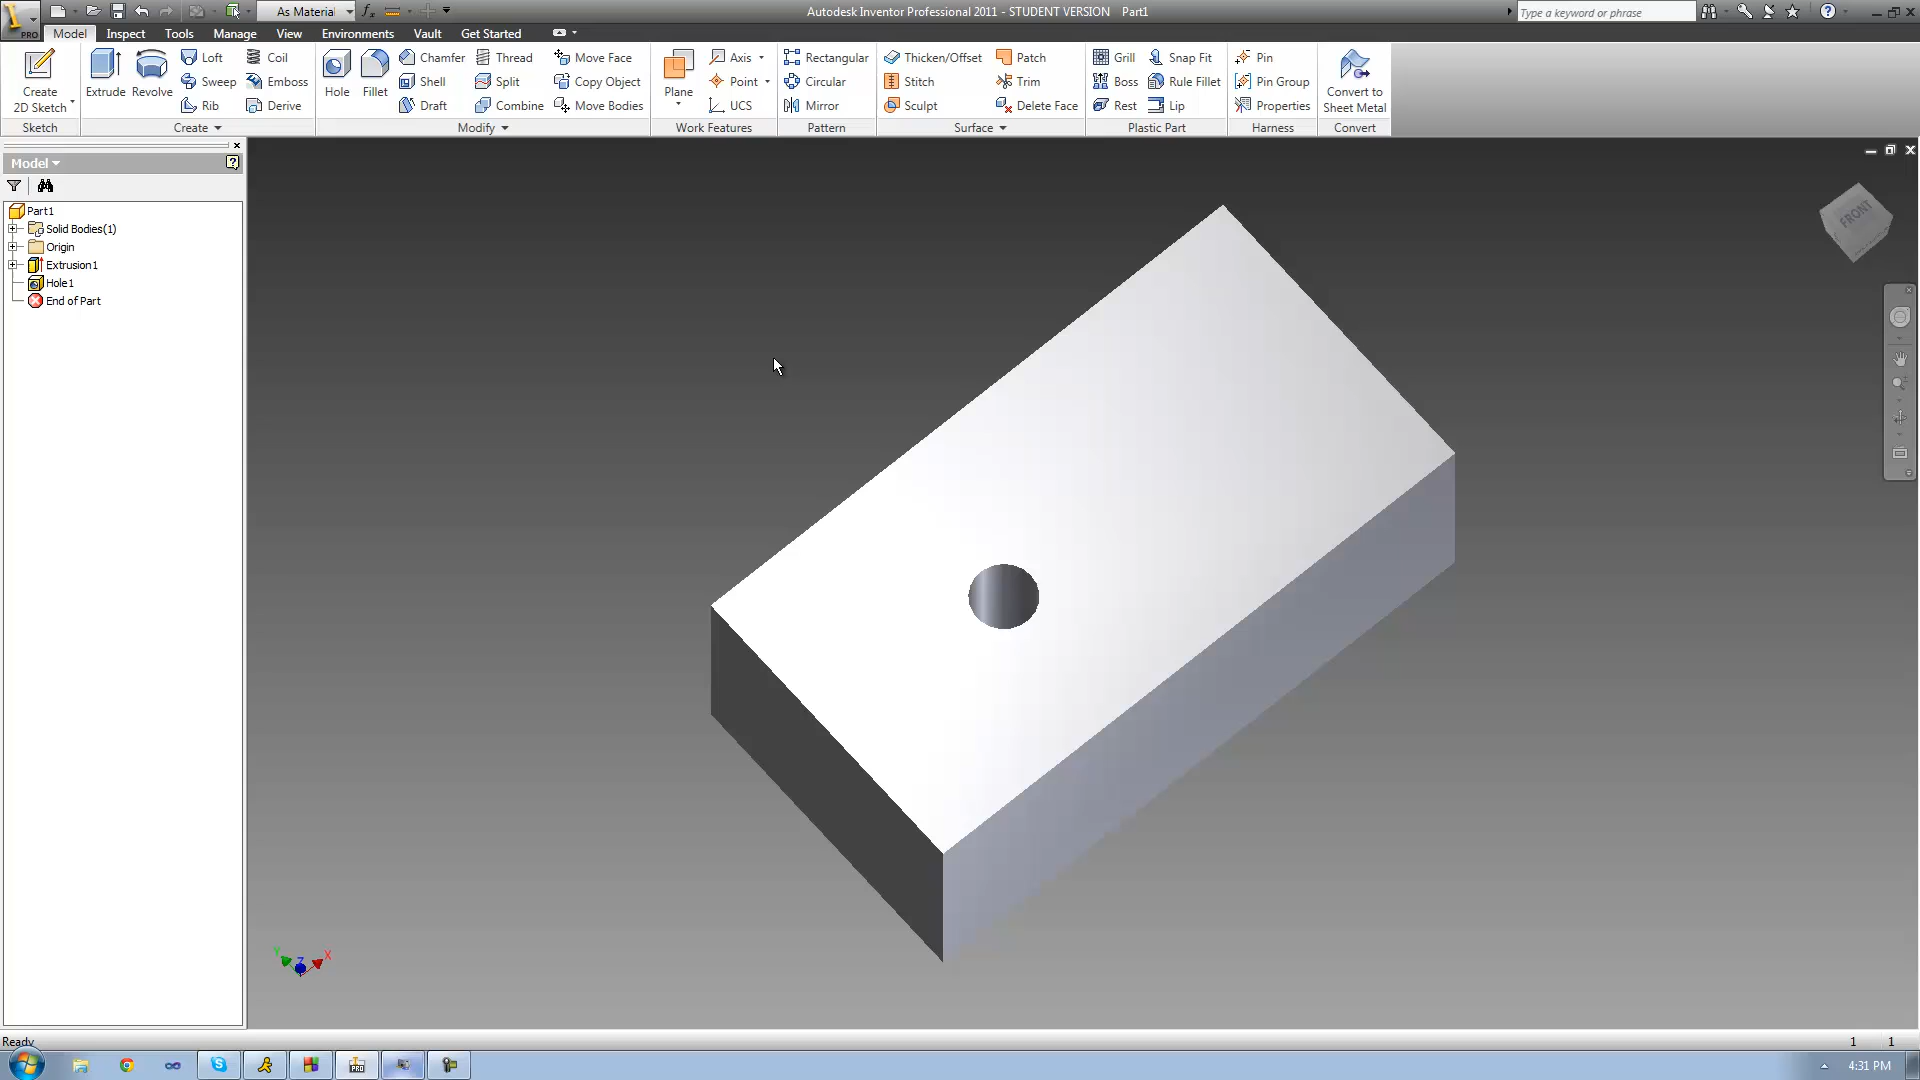 As Material
Autodesk Inventor Professional 2011 - STUDENT VERSION Part1
Type a keyword or phrase
PRO
Model Inspect Tools Manage View Environments Vault Get Started
Create 2D Sketch
Extrude
Revolve
Loft
Sweep
Rib
Coil
Emboss
Derive
Hole
Fillet
Chamfer
Shell
Draft
Thread
Split
Combine
Move Face
Copy Object
Move Bodies
Plane
Axis
Point
UCS
Rectangular
Circular
Mirror
Thicken/Offset
Stitch
Sculpt
Patch
Trim
Delete Face
Grill
Boss
Rest
Snap Fit
Rule Fillet
Lip
Pin
Pin Group
Properties
Convert to
Sheet Metal
Sketch Create Modify Work Features Pattern Surface Plastic Part Harness Convert
Model
Part1
Solid Bodies(1)
Origin
Extrusion1
Hole1
End of Part
FRONT
Y
Z
X
Ready
1 1
PRO
4:31 PM